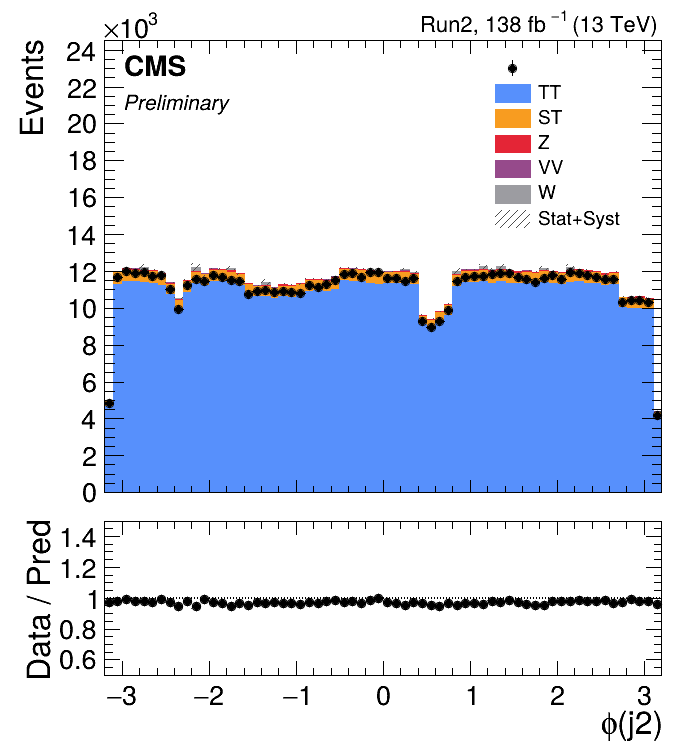 ×10³
Run2, 138 fb⁻¹ (13 TeV)
Events
CMS
Preliminary
TT
ST
Z
VV
W
Stat+Syst
24
22
20
18
16
14
12
10
8
6
4
2
0
Data / Pred
1.4
1.2
1
0.8
0.6
−3 −2 −1 0 1 2 3
ϕ(j2)